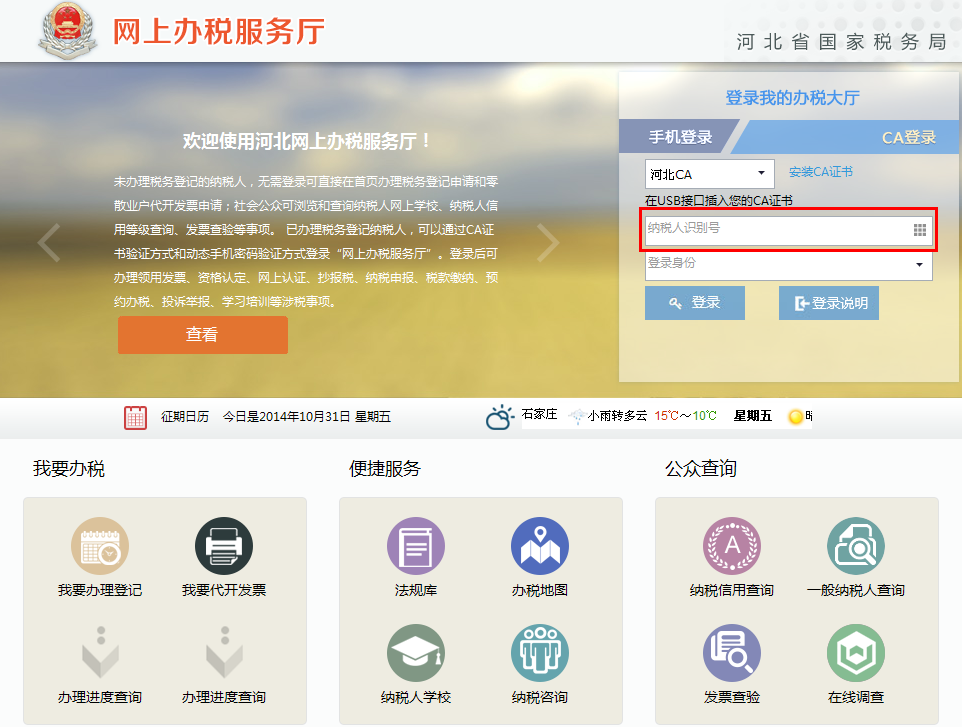 网上办税服务厅
河北省国家税务局
登录我的办税大厅
手机登录
CA登录
欢迎使用河北网上办税服务厅！
未办理税务登记的纳税人，无需登录可直接在首页办理税务登记申请和零
散业户代开发票申请；社会公众可浏览和查询纳税人网上学校、纳税人信
用等级查询、发票查验等事项。 已办理税务登记纳税人，可以通过CA证
书验证方式和动态手机密码验证方式登录“网上办税服务厅”。登录后可
办理领用发票、资格认定、网上认证、抄报税、纳税申报、税款缴纳、预
约办税、投诉举报、学习培训等涉税事项。
查看
河北CA
安装CA证书
在USB接口插入您的CA证书
纳税人识别号
登录身份
登录
登录说明
征期日历 今日是2014年10月31日 星期五
石家庄 小雨转多云 15℃～10℃ 星期五
我要办税
便捷服务
公众查询
我要办理登记
我要代开发票
法规库
办税地图
A
纳税信用查询
一般纳税人查询
办理进度查询
办理进度查询
纳税人学校
纳税咨询
发票查验
在线调查